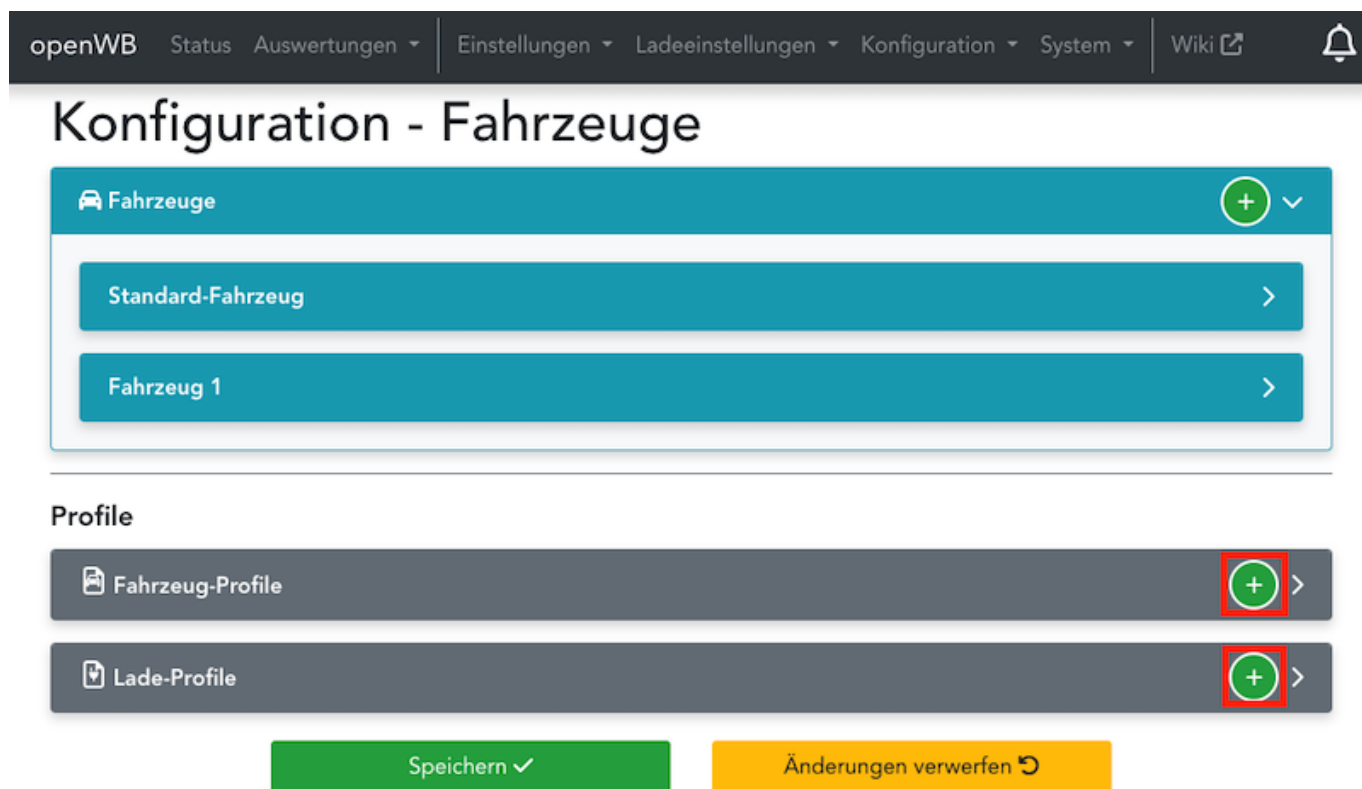 openWB Status Auswertungen Einstellungen Ladeeinstellungen Konfiguration System Wiki
Konfiguration - Fahrzeuge
Fahrzeuge
Standard-Fahrzeug
Fahrzeug 1
Profile
Fahrzeug-Profile
Lade-Profile
Speichern Änderungen verwerfen